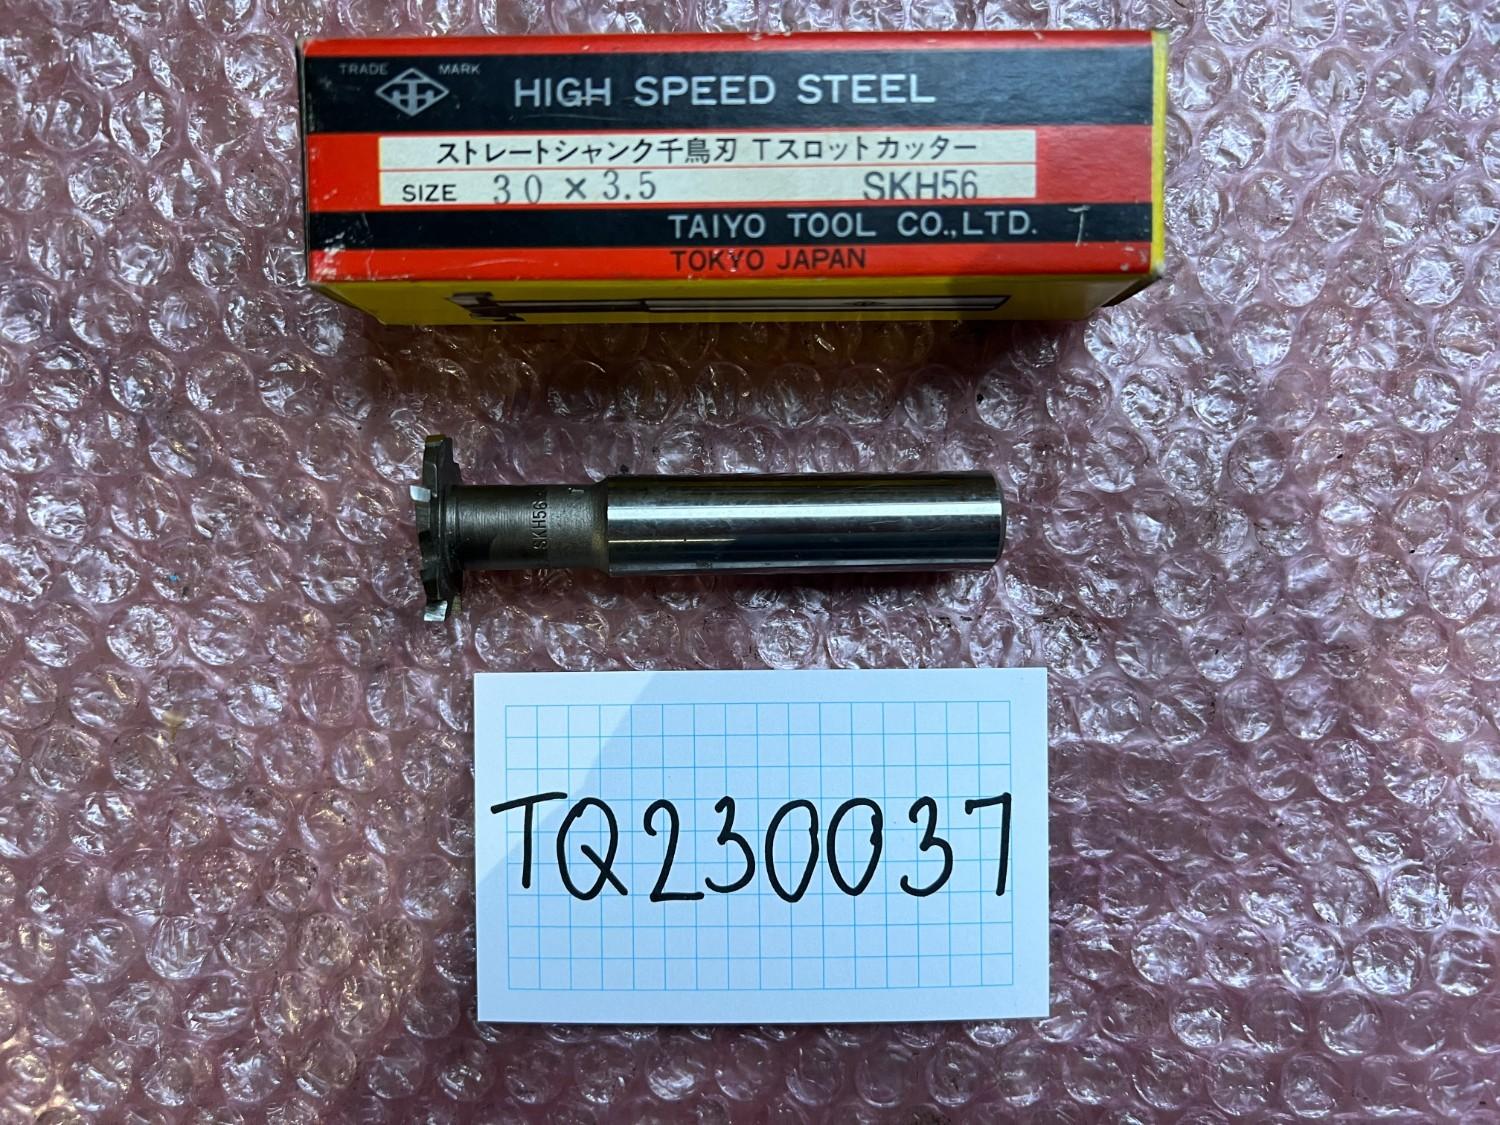 TRADE MARK
HIGH SPEED STEEL
ストレートシャンク千鳥刃 Tスロットカッター
SIZE 30 × 3.5 SKH56
TAIYO TOOL CO.,LTD. T
TOKYO JAPAN
SKH56
TQ230037